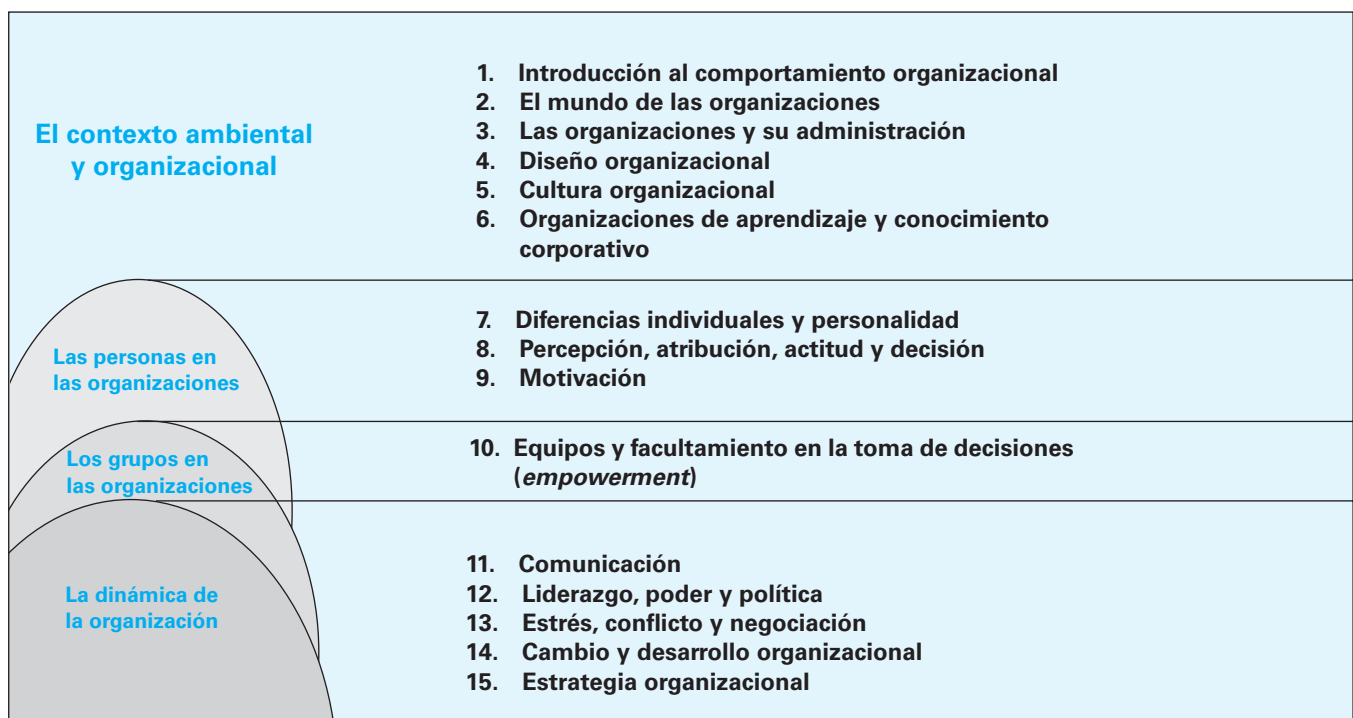 El contexto ambiental
y organizacional
1. Introducción al comportamiento organizacional
2. El mundo de las organizaciones
3. Las organizaciones y su administración
4. Diseño organizacional
5. Cultura organizacional
6. Organizaciones de aprendizaje y conocimiento
corporativo
Las personas en
las organizaciones
7. Diferencias individuales y personalidad
8. Percepción, atribución, actitud y decisión
9. Motivación
Los grupos en
las organizaciones
10. Equipos y facultamiento en la toma de decisiones
(empowerment)
La dinámica de
la organización
11. Comunicación
12. Liderazgo, poder y política
13. Estrés, conflicto y negociación
14. Cambio y desarrollo organizacional
15. Estrategia organizacional